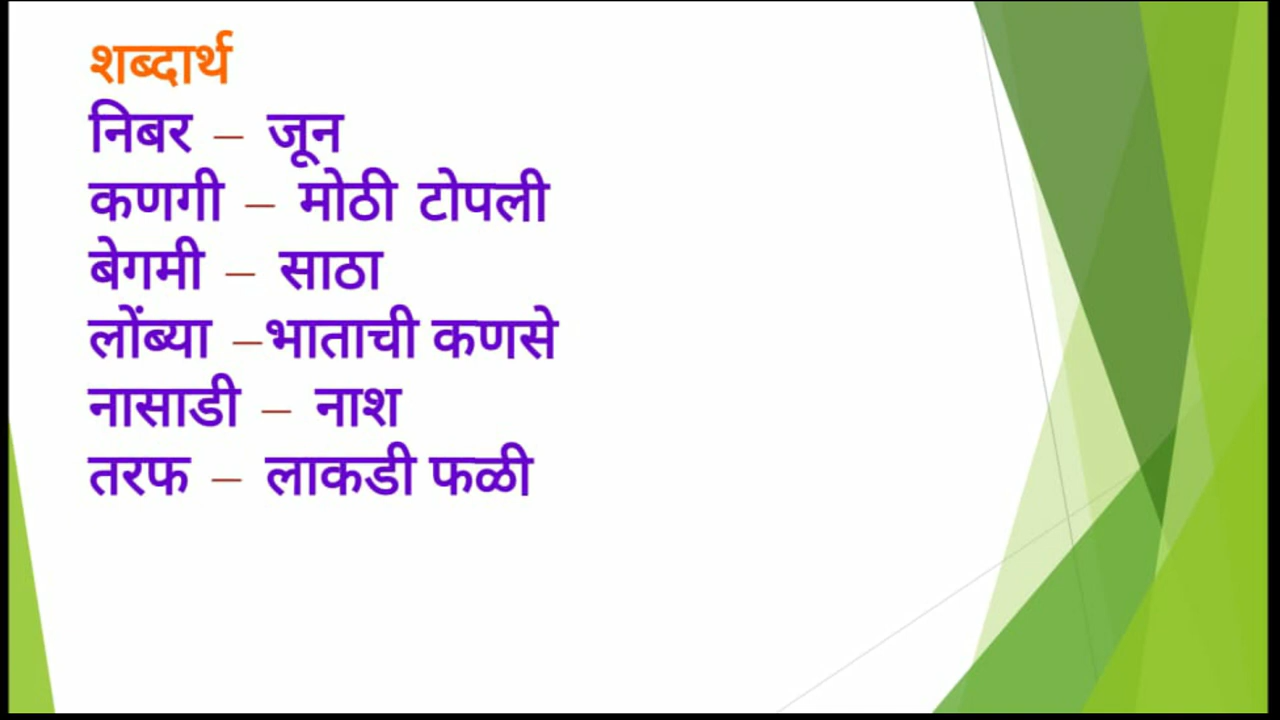 शब्दार्थ
निबर – जून
कणगी – मोठी टोपली
बेगमी – साठा
लोंब्या –भाताची कणसे
नासाडी – नाश
तरफ – लाकडी फळी